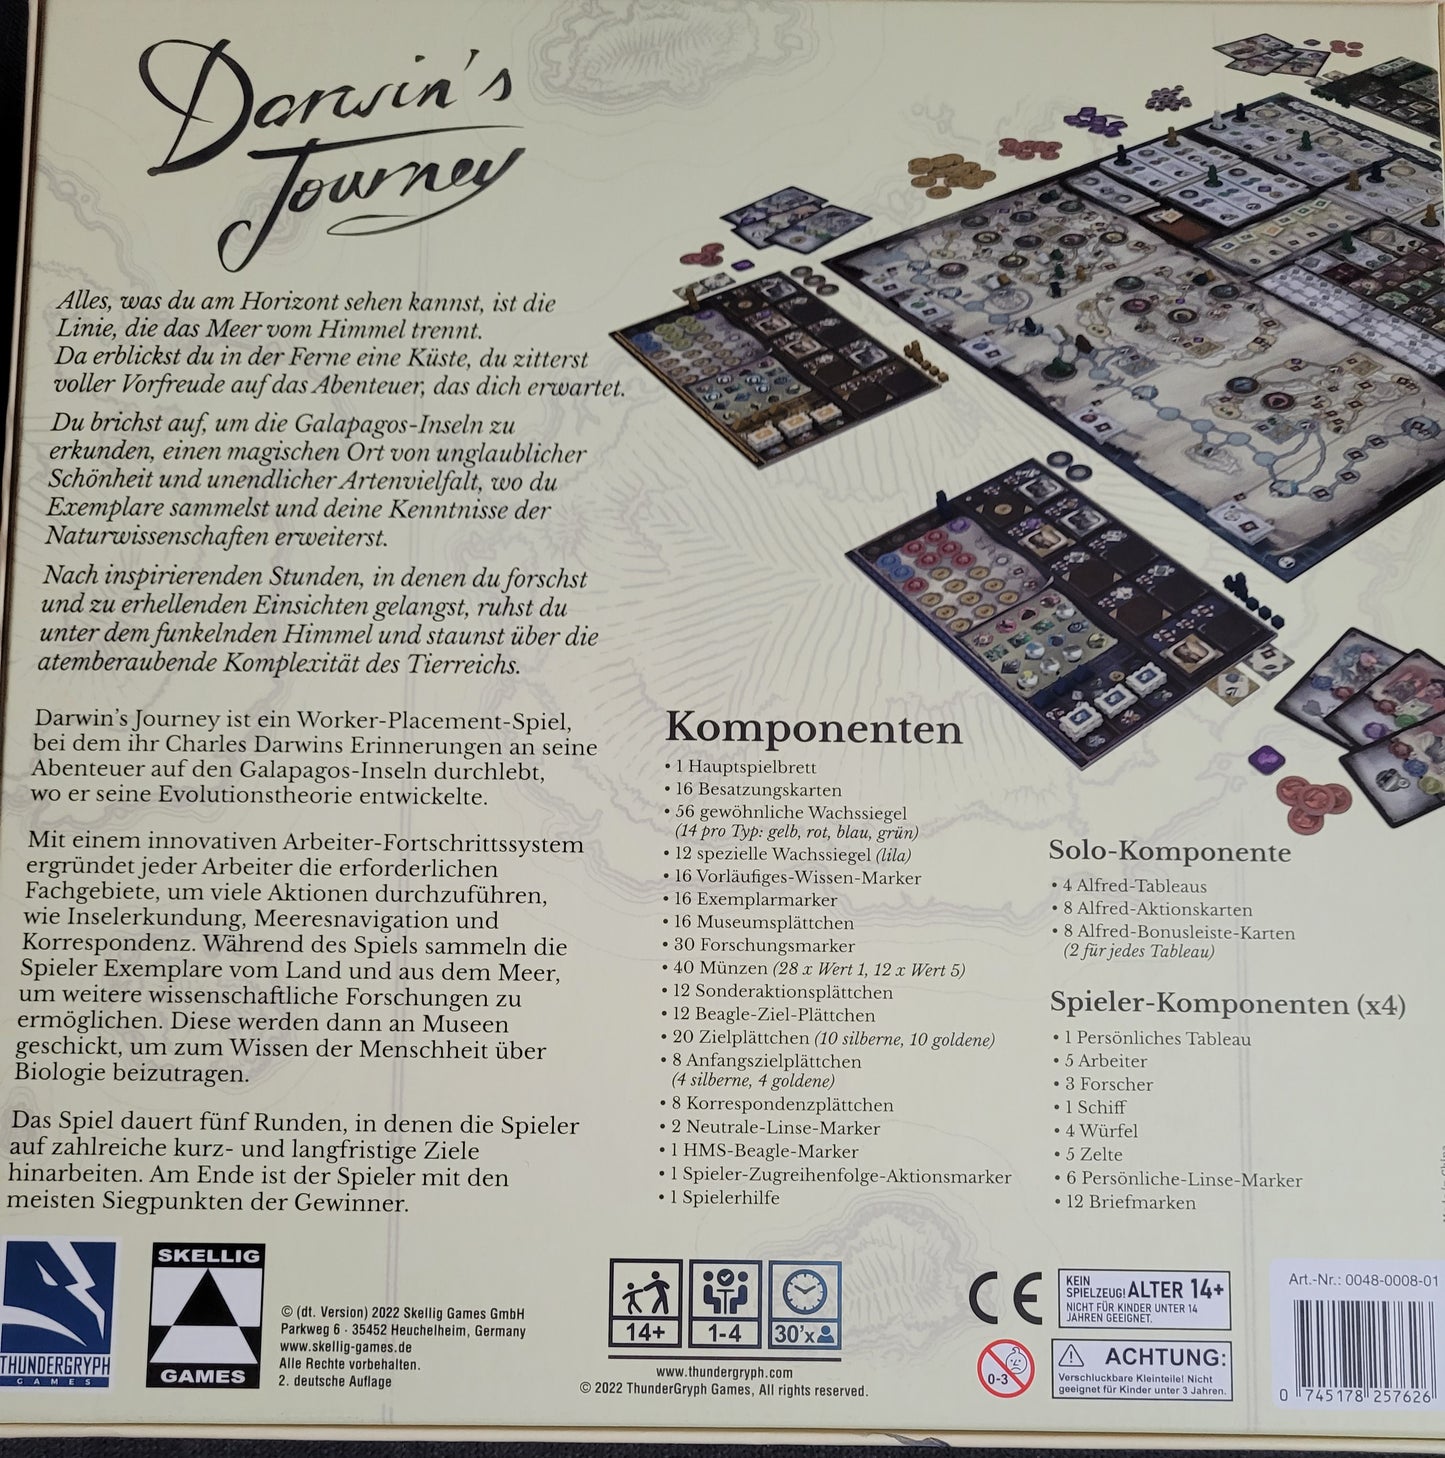 Darwin's
Journey
Alles, was du am Horizont sehen kannst, ist die
Linie, die das Meer vom Himmel trennt.
Da erblickst du in der Ferne eine Küste, du zitterst
voller Vorfreude auf das Abenteuer, das dich erwartet.
Du brichst auf, um die Galapagos-Inseln zu
erkunden, einen magischen Ort von unglaublicher
Schönheit und unendlicher Artenvielfalt, wo du
Exemplare sammelst und deine Kenntnisse der
Naturwissenschaften erweiterst.
Nach inspirierenden Stunden, in denen du forschst
und zu erhellenden Einsichten gelangst, ruhst du
unter dem funkelnden Himmel und staunst über die
atemberaubende Komplexität des Tierreichs.
Darwin's Journey ist ein Worker-Placement-Spiel,
bei dem ihr Charles Darwins Erinnerungen an seine
Abenteuer auf den Galapagos-Inseln durchlebt,
wo er seine Evolutionstheorie entwickelte.
Mit einem innovativen Arbeiter-Fortschrittssystem
ergründet jeder Arbeiter die erforderlichen
Fachgebiete, um viele Aktionen durchzuführen,
wie Inselerkundung, Meeresnavigation und
Korrespondenz. Während des Spiels sammeln die
Spieler Exemplare vom Land und aus dem Meer,
um weitere wissenschaftliche Forschungen zu
ermöglichen. Diese werden dann an Museen
geschickt, um zum Wissen der Menschheit über
Biologie beizutragen.
Das Spiel dauert fünf Runden, in denen die Spieler
auf zahlreiche kurz- und langfristige Ziele
hinarbeiten. Am Ende ist der Spieler mit den
meisten Siegpunkten der Gewinner.
Komponenten
• 1 Hauptspielbrett
• 16 Besatzungskarten
• 56 gewöhnliche Wachssiegel
(14 pro Typ: gelb, rot, blau, grün)
• 12 spezielle Wachssiegel (lila)
• 16 Vorläufiges-Wissen-Marker
• 16 Exemplarmarker
• 16 Museumsplättchen
• 30 Forschungsmarker
• 40 Münzen (28 x Wert 1, 12 x Wert 5)
• 12 Sonderaktionsplättchen
• 12 Beagle-Ziel-Plättchen
• 20 Zielplättchen (10 silberne, 10 goldene)
• 8 Anfangszielplättchen
(4 silberne, 4 goldene)
• 8 Korrespondenzplättchen
• 2 Neutrale-Linse-Marker
• 1 HMS-Beagle-Marker
• 1 Spieler-Zugreihenfolge-Aktionsmarker
• 1 Spielerhilfe
Solo-Komponente
• 4 Alfred-Tableaus
• 8 Alfred-Aktionskarten
• 8 Alfred-Bonusleiste-Karten
(2 für jedes Tableau)
Spieler-Komponenten (x4)
• 1 Persönliches Tableau
• 5 Arbeiter
• 3 Forscher
• 1 Schiff
• 4 Würfel
• 5 Zelte
• 6 Persönliche-Linse-Marker
• 12 Briefmarken
THUNDERGRYPH
GAMES
SKELLIG
GAMES
© (dt. Version) 2022 Skellig Games GmbH
Parkweg 6 · 35452 Heuchelheim, Germany
www.skellig-games.de
Alle Rechte vorbehalten.
2. deutsche Auflage
14+
1-4
30'x
www.thundergryph.com
© 2022 ThunderGryph Games, All rights reserved.
CE
KEIN
SPIELZEUG! ALTER 14+
NICHT FÜR KINDER UNTER 14
JAHREN GEEIGNET.
0-3
ACHTUNG:
Verschluckbare Kleinteile! Nicht
geeignet für Kinder unter 3 Jahren.
Art.-Nr.: 0048-0008-01
0 745178 257626